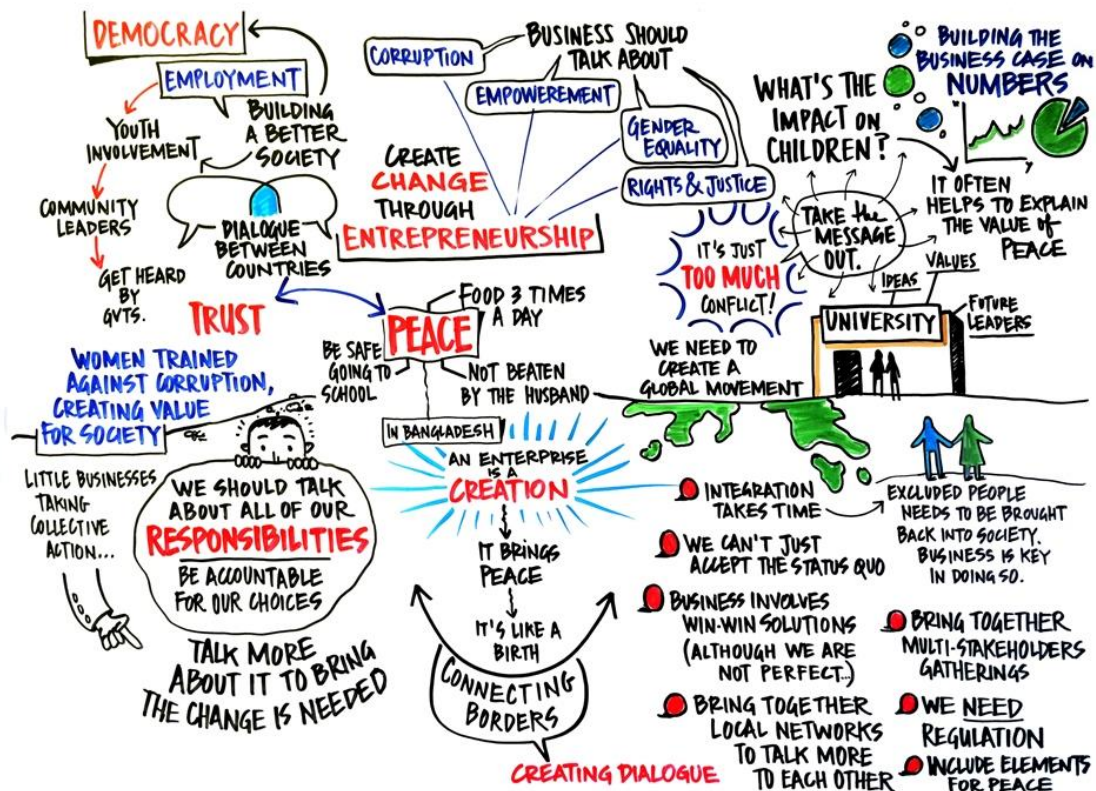 DEMOCRACY
EMPLOYMENT
BUILDING
A BETTER
SOCIETY
YOUTH
INVOLVEMENT
COMMUNITY
LEADERS
GET HEARD
BY
GVTS.
DIALOGUE
BETWEEN
COUNTRIES
TRUST
CORRUPTION
BUSINESS SHOULD
TALK ABOUT
EMPOWEREMENT
GENDER
EQUALITY
RIGHTS & JUSTICE
CREATE
CHANGE
THROUGH
ENTREPRENEURSHIP
WHAT'S THE
IMPACT ON
CHILDREN?
BUILDING THE
BUSINESS CASE ON
NUMBERS
IT OFTEN
HELPS TO EXPLAIN
THE VALUE of
PEACE
TAKE the
MESSAGE
OUT.
IT'S JUST
TOO MUCH
CONFLICT!
IDEAS
VALUES
UNIVERSITY
FUTURE
LEADERS
WE NEED TO
CREATE A
GLOBAL MOVEMENT
PEACE
FOOD 3 TIMES
A DAY
BE SAFE
GOING TO
SCHOOL
NOT BEATEN
BY THE HUSBAND
IN BANGLADESH
WOMEN TRAINED
AGAINST CORRUPTION,
CREATING VALUE
FOR SOCIETY
LITTLE BUSINESSES
TAKING
COLLECTIVE
ACTION...
WE SHOULD TALK
ABOUT ALL OF OUR
RESPONSIBILITIES
BE ACCOUNTABLE
FOR OUR CHOICES
TALK MORE
ABOUT IT TO BRING
THE CHANGE IS NEEDED
AN ENTERPRISE
IS A
CREATION
IT BRINGS
PEACE
IT'S LIKE A
BIRTH
CONNECTING
BORDERS
CREATING DIALOGUE
INTEGRATION
TAKES TIME
EXCLUDED PEOPLE
NEEDS TO BE BROUGHT
BACK INTO SOCIETY.
BUSINESS IS KEY
IN DOING SO.
WE CAN'T JUST
ACCEPT THE STATUS QUO
BUSINESS INVOLVES
WIN-WIN SOLUTIONS
(ALTHOUGH WE ARE
NOT PERFECT...)
BRING TOGETHER
LOCAL NETWORKS
TO TALK MORE
TO EACH OTHER
BRING TOGETHER
MULTI-STAKEHOLDERS
GATHERINGS
WE NEED
REGULATION
INCLUDE ELEMENTS
FOR PEACE